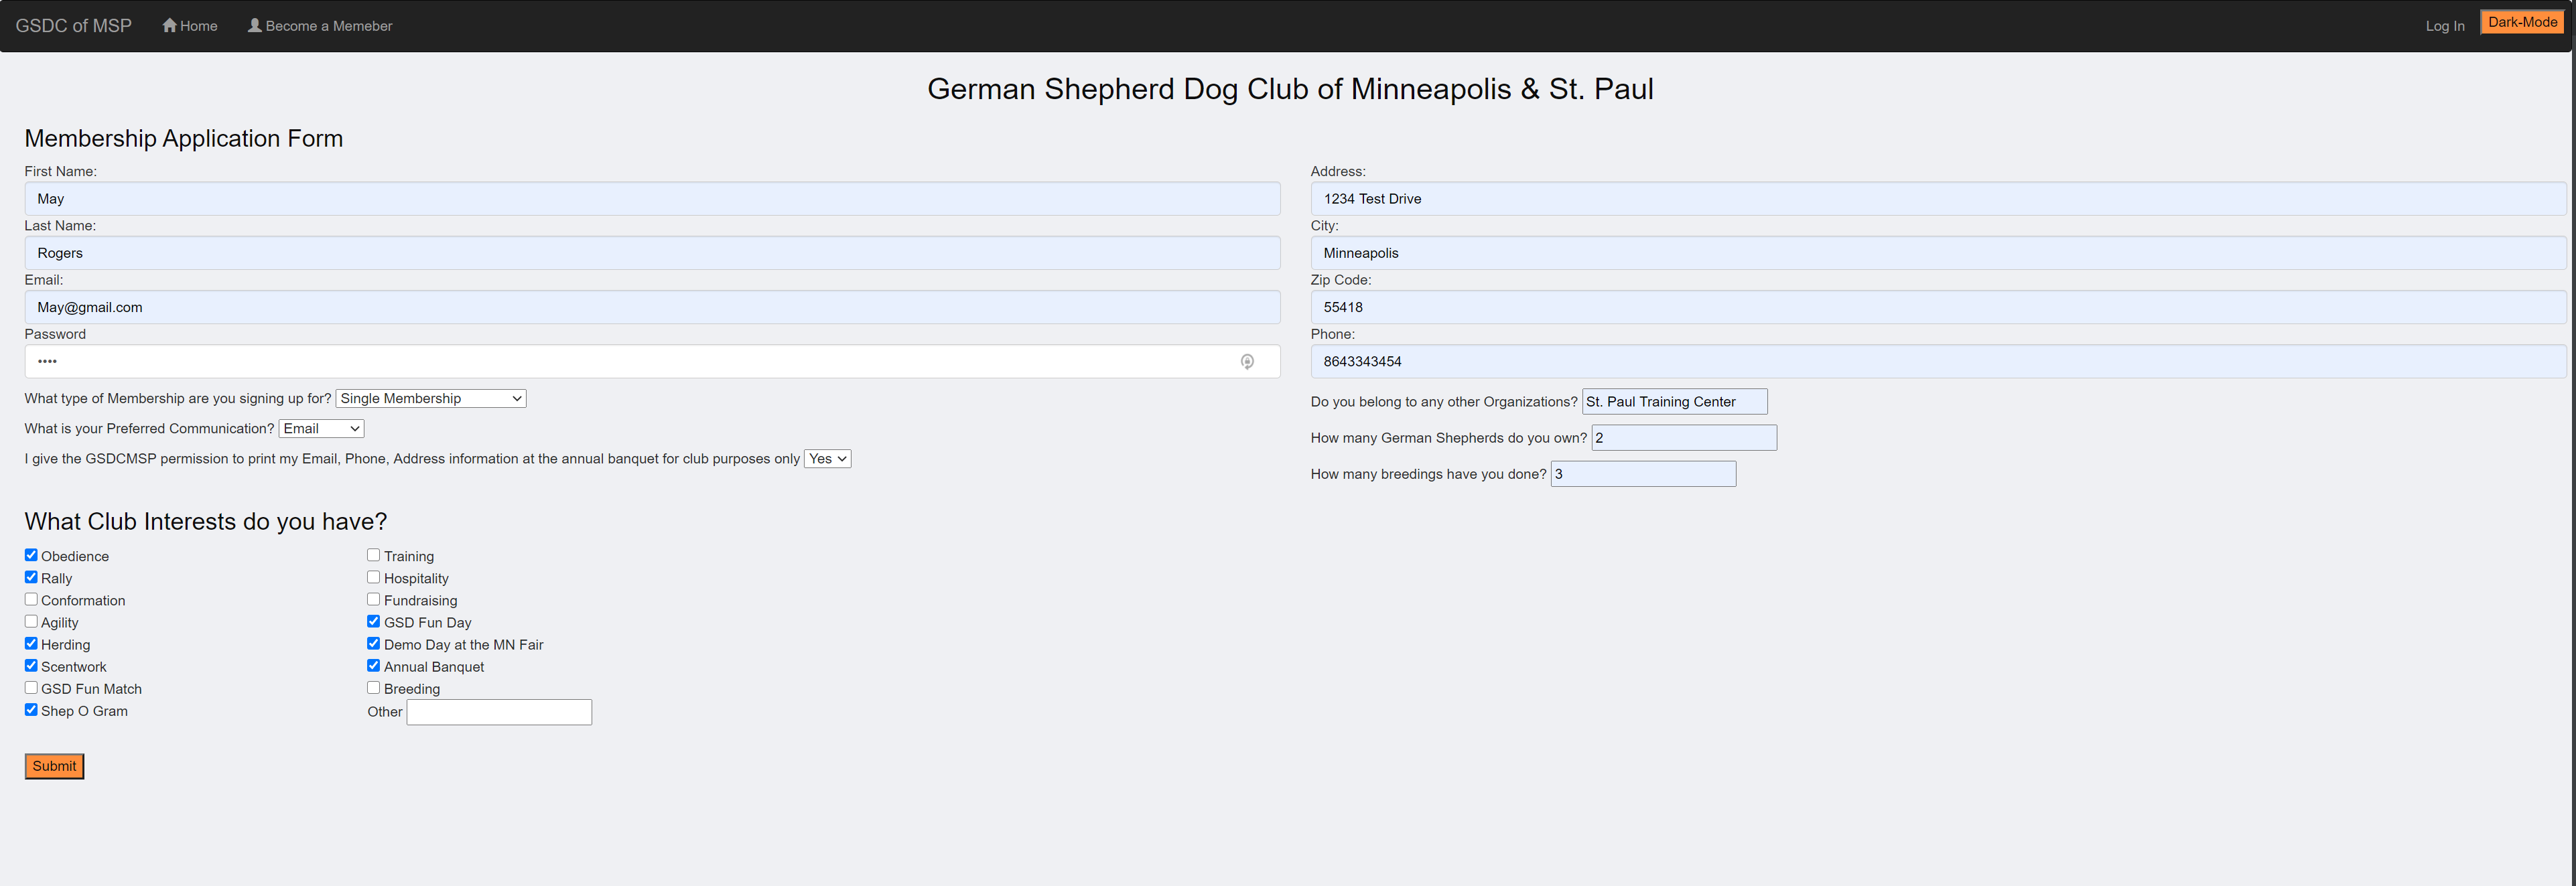 GSDC of MSP Home Become a Memeber Log In Dark-Mode
German Shepherd Dog Club of Minneapolis & St. Paul
Membership Application Form
First Name:
May
Last Name:
Rogers
Email:
May@gmail.com
Password
••••
What type of Membership are you signing up for? Single Membership
What is your Preferred Communication? Email
I give the GSDCMSP permission to print my Email, Phone, Address information at the annual banquet for club purposes only Yes
Address:
1234 Test Drive
City:
Minneapolis
Zip Code:
55418
Phone:
8643343454
Do you belong to any other Organizations? St. Paul Training Center
How many German Shepherds do you own? 2
How many breedings have you done? 3
What Club Interests do you have?
Obedience
Rally
Conformation
Agility
Herding
Scentwork
GSD Fun Match
Shep O Gram
Training
Hospitality
Fundraising
GSD Fun Day
Demo Day at the MN Fair
Annual Banquet
Breeding
Other
Submit